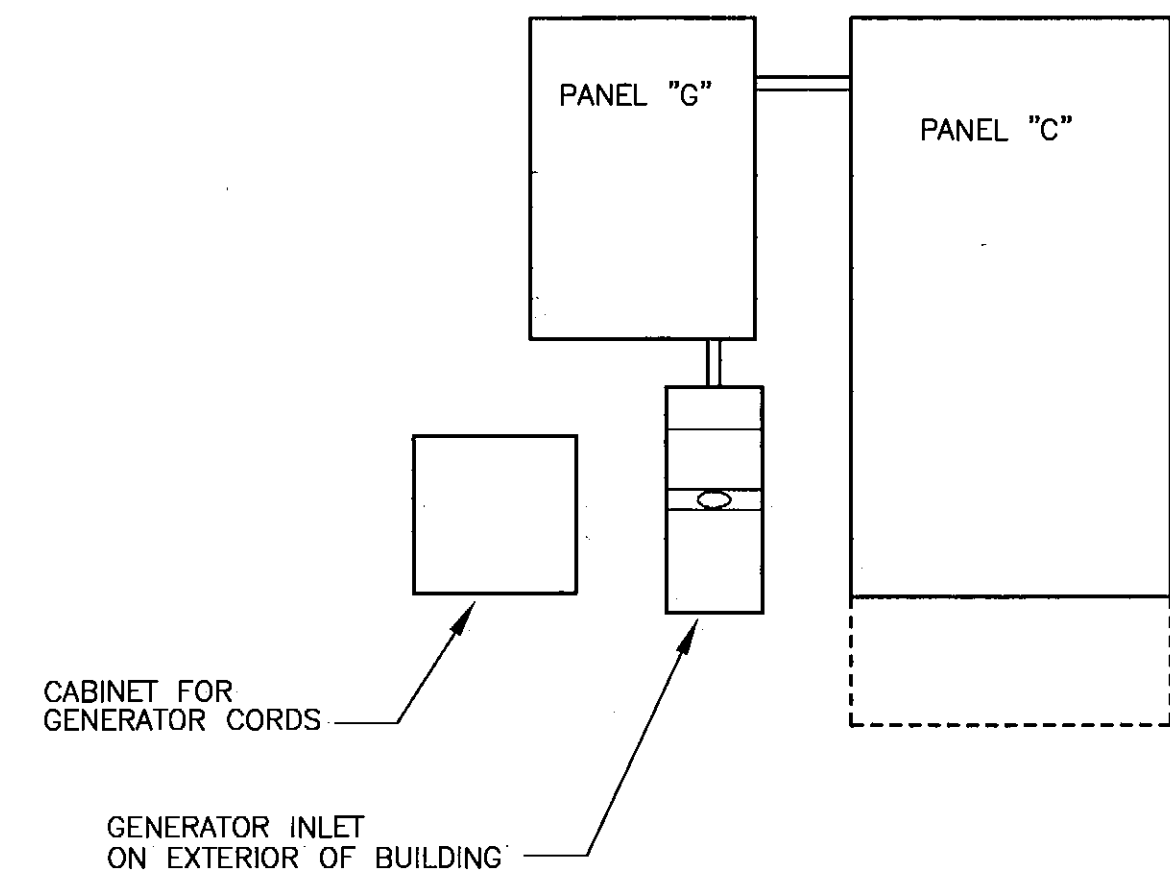 PANEL "G"
PANEL "C"
CABINET FOR
GENERATOR CORDS
GENERATOR INLET
ON EXTERIOR OF BUILDING